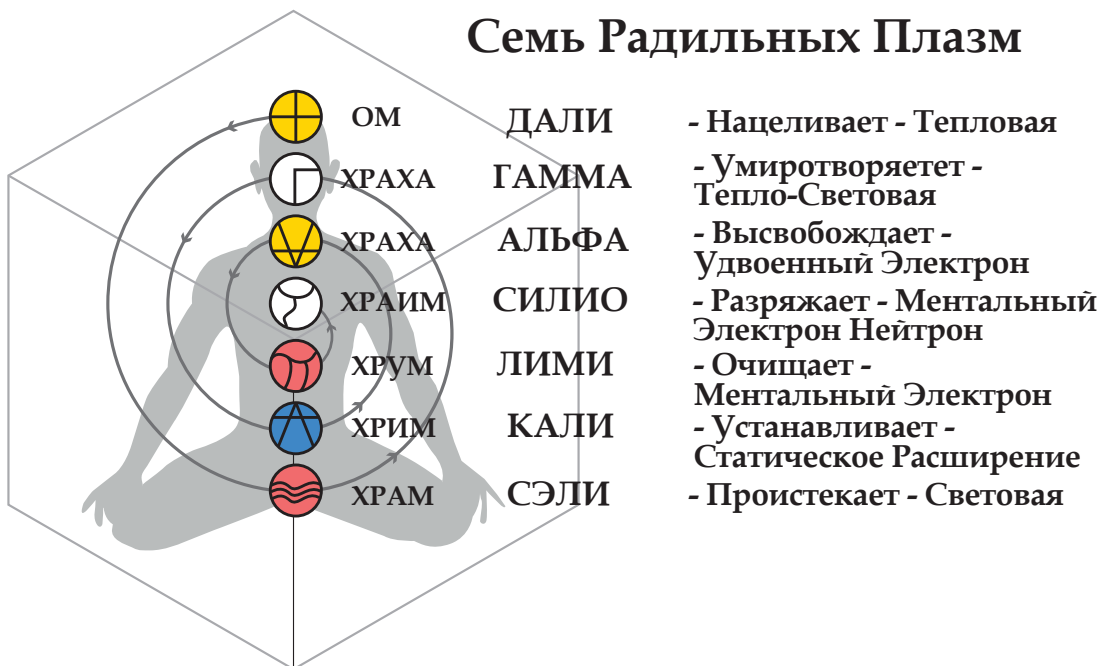 Семь Радильных Плазм
ОМ ДАЛИ - Нацеливает - Тепловая
ХРАХА ГАММА - Умиротворяетет -
Тепло-Световая
ХРАХА АЛЬФА - Высвобождает -
Удвоенный Электрон
ХРАИМ СИЛИО - Разряжает - Ментальный
Электрон Нейтрон
ХРУМ ЛИМИ - Очищает -
Ментальный Электрон
ХРИМ КАЛИ - Устанавливает -
Статическое Расширение
ХРАМ СЭЛИ - Проистекает - Световая